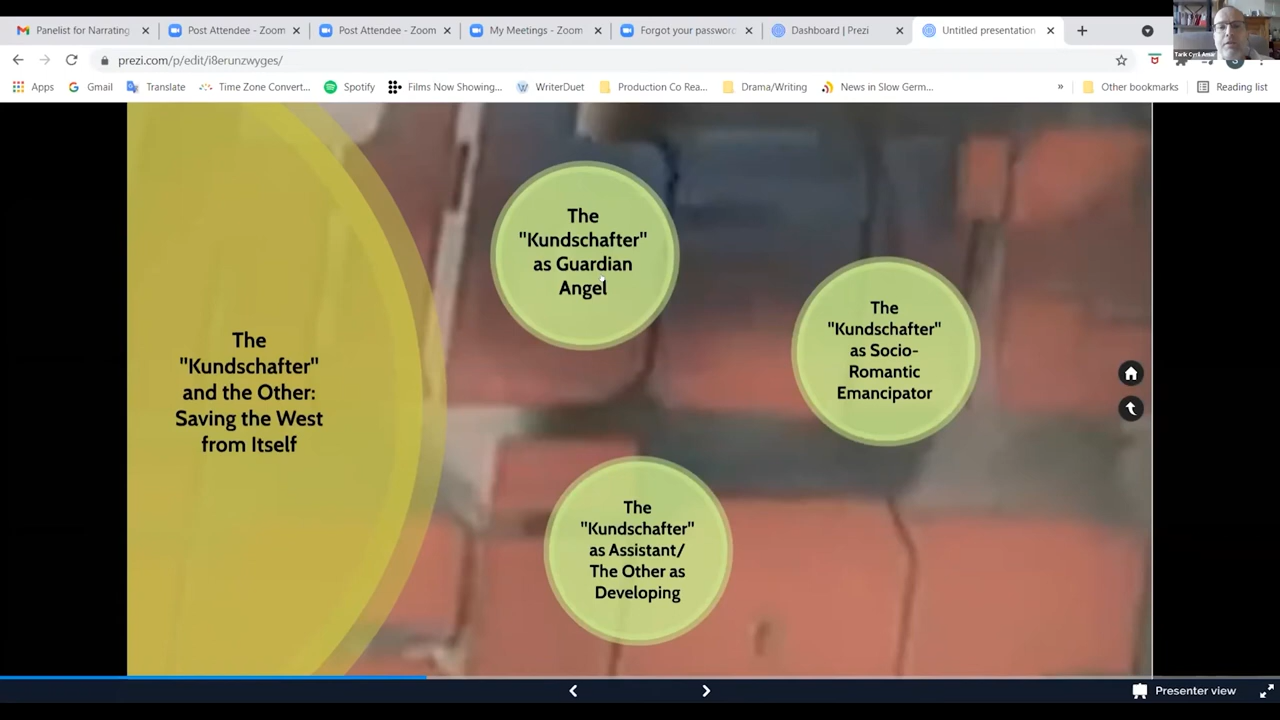 Panelist for Narrating
Post Attendee - Zoom
Post Attendee - Zoom
My Meetings - Zoom
Forgot your password
Dashboard | Prezi
Untitled presentation
prezi.com/p/edit/i8erunzwyges/
Apps
Gmail
Translate
Time Zone Convert...
Spotify
Films Now Showing...
WriterDuet
Production Co Rea...
Drama/Writing
News in Slow Germ...
»
Other bookmarks
Reading list
Tarik Cyril Amar
The
"Kundschafter"
and the Other:
Saving the West
from Itself
The
"Kundschafter"
as Guardian
Angel
The
"Kundschafter"
as Socio-
Romantic
Emancipator
The
"Kundschafter"
as Assistant/
The Other as
Developing
Presenter view